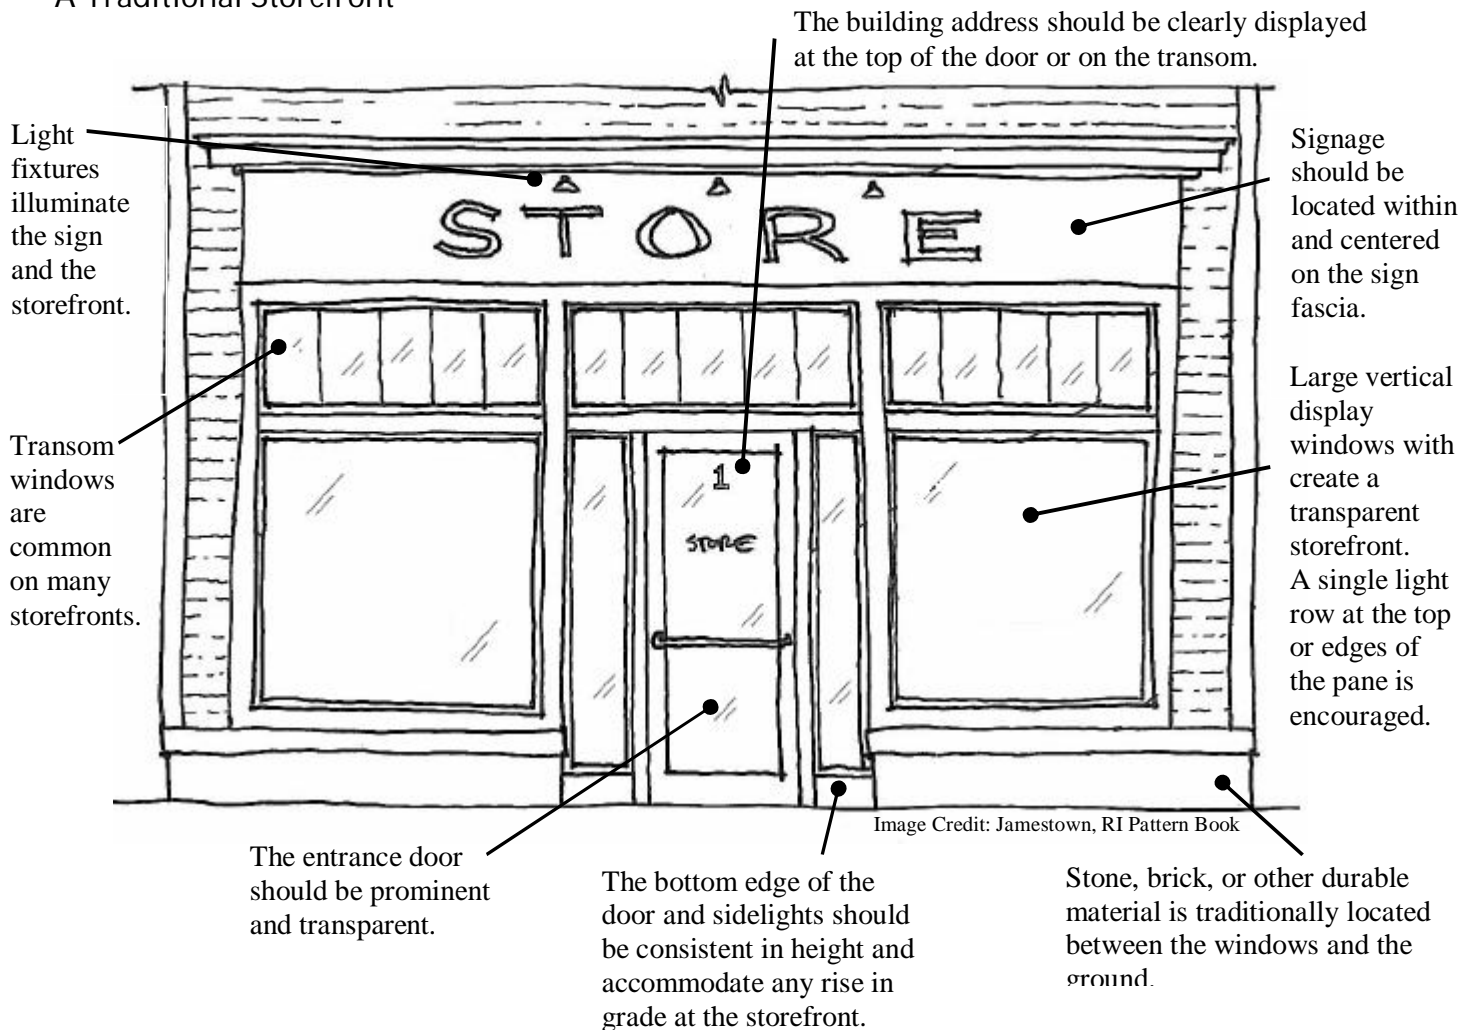 A Traditional Storefront
The building address should be clearly displayed
at the top of the door or on the transom.
Light
fixtures
illuminate
the sign
and the
storefront.
Signage
should be
located within
and centered
on the sign
fascia.
STORE
Transom
windows
are
common
on many
storefronts.
Large vertical
display
windows with
create a
transparent
storefront.
A single light
row at the top
or edges of
the pane is
encouraged.
1
STORE
Image Credit: Jamestown, RI Pattern Book
The entrance door
should be prominent
and transparent.
The bottom edge of the
door and sidelights should
be consistent in height and
accommodate any rise in
grade at the storefront.
Stone, brick, or other durable
material is traditionally located
between the windows and the
ground.